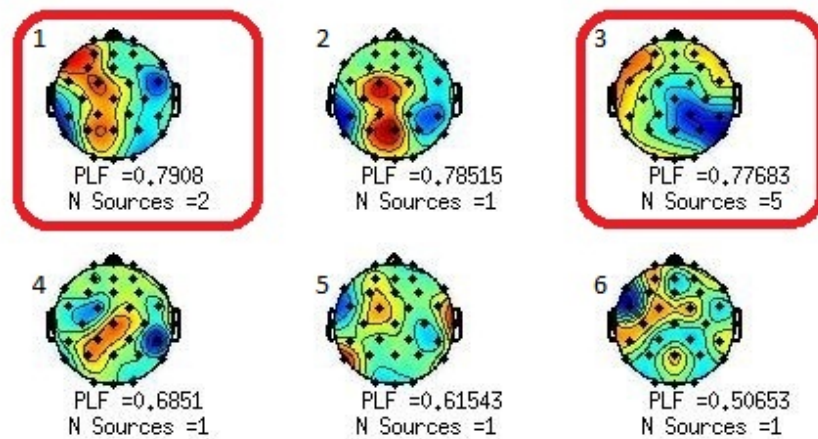 1
2
3
PLF =0.7908
N Sources =2
PLF =0.78515
N Sources =1
PLF =0.77683
N Sources =5
4
5
6
PLF =0.6851
N Sources =1
PLF =0.61543
N Sources =1
PLF =0.50653
N Sources =1